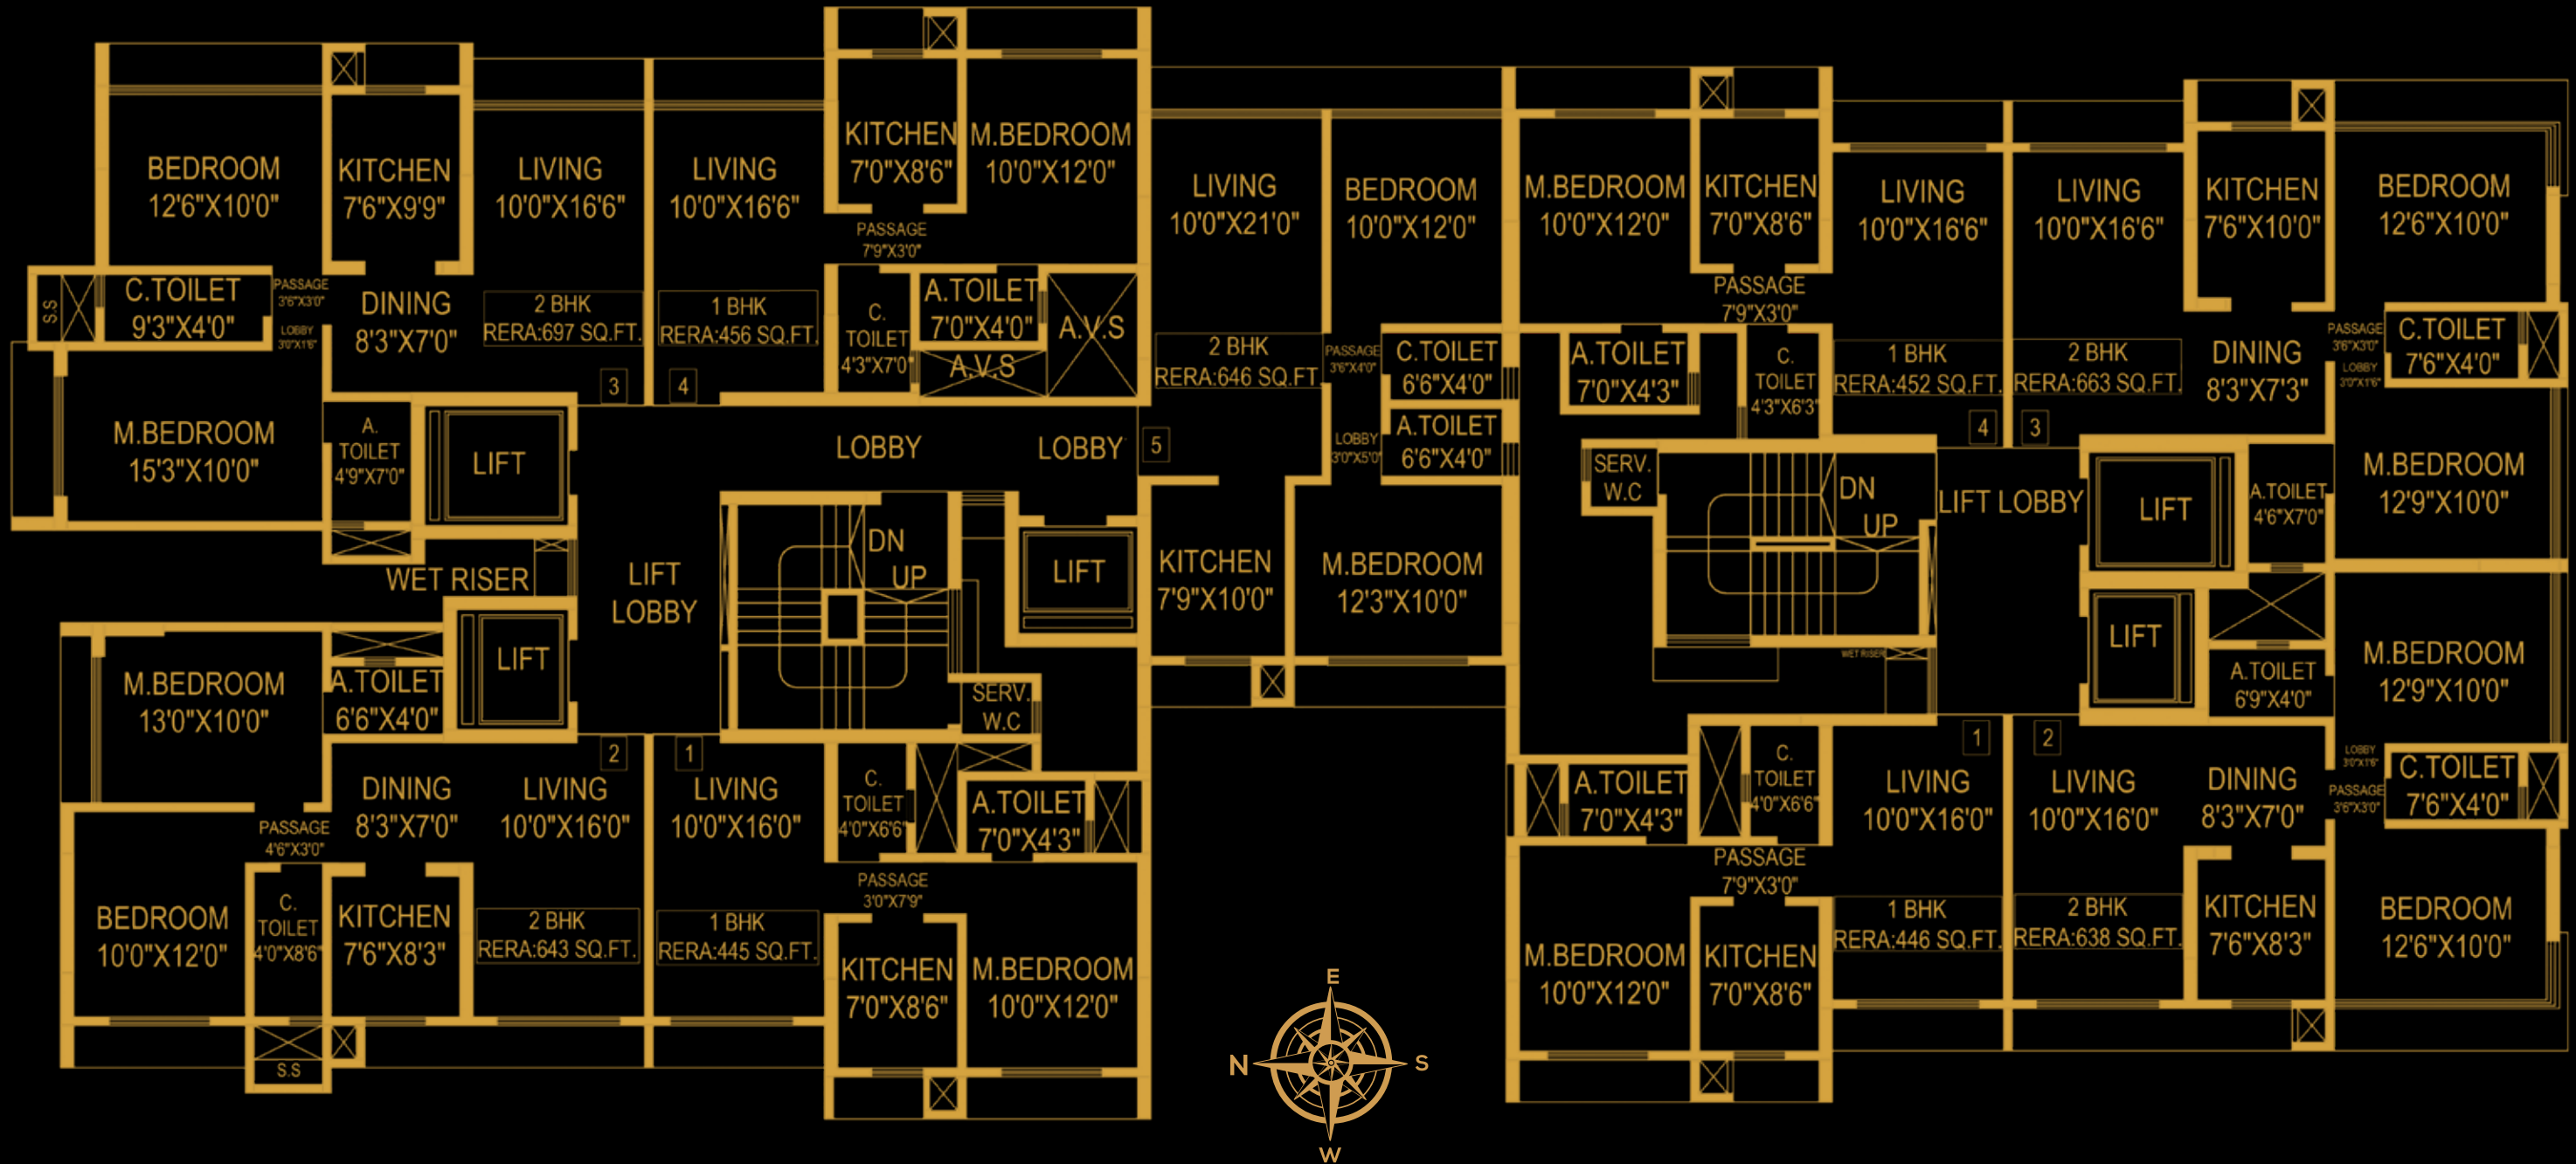 BEDROOM
12'6"X10'0"
KITCHEN
7'6"X9'9"
LIVING
10'0"X16'6"
LIVING
10'0"X16'6"
KITCHEN
7'0"X8'6"
M.BEDROOM
10'0"X12'0"
PASSAGE
7'9"X3'0"
S.S
C.TOILET
9'3"X4'0"
PASSAGE
3'6"X3'0"
LOBBY
3'0"X1'6"
DINING
8'3"X7'0"
2 BHK
RERA:697 SQ.FT.
3
1 BHK
RERA:456 SQ.FT.
4
C.
TOILET
4'3"X7'0"
A.TOILET
7'0"X4'0"
A.V.S
A.V.S
M.BEDROOM
15'3"X10'0"
A.
TOILET
4'9"X7'0"
LIFT
LOBBY
LOBBY
5
WET RISER
LIFT
LOBBY
DN
UP
LIFT
LIFT
SERV.
W.C
M.BEDROOM
13'0"X10'0"
A.TOILET
6'6"X4'0"
2
1
DINING
8'3"X7'0"
LIVING
10'0"X16'0"
LIVING
10'0"X16'0"
C.
TOILET
4'0"X6'6"
A.TOILET
7'0"X4'3"
PASSAGE
4'6"X3'0"
PASSAGE
3'0"X7'9"
BEDROOM
10'0"X12'0"
C.
TOILET
4'0"X8'6"
KITCHEN
7'6"X8'3"
2 BHK
RERA:643 SQ.FT.
1 BHK
RERA:445 SQ.FT.
KITCHEN
7'0"X8'6"
M.BEDROOM
10'0"X12'0"
S.S
LIVING
10'0"X21'0"
BEDROOM
10'0"X12'0"
2 BHK
RERA:646 SQ.FT.
PASSAGE
3'6"X4'0"
C.TOILET
6'6"X4'0"
A.TOILET
6'6"X4'0"
LOBBY
3'0"X5'0"
KITCHEN
7'9"X10'0"
M.BEDROOM
12'3"X10'0"
M.BEDROOM
10'0"X12'0"
KITCHEN
7'0"X8'6"
LIVING
10'0"X16'6"
LIVING
10'0"X16'6"
KITCHEN
7'6"X10'0"
BEDROOM
12'6"X10'0"
PASSAGE
7'9"X3'0"
A.TOILET
7'0"X4'3"
C.
TOILET
4'3"X6'3"
1 BHK
RERA:452 SQ.FT.
4
2 BHK
RERA:663 SQ.FT.
3
DINING
8'3"X7'3"
PASSAGE
3'6"X3'0"
LOBBY
3'0"X1'6"
C.TOILET
7'6"X4'0"
SERV.
W.C
DN
UP
LIFT LOBBY
LIFT
A.TOILET
4'6"X7'0"
M.BEDROOM
12'9"X10'0"
WET RISER
LIFT
A.TOILET
6'9"X4'0"
M.BEDROOM
12'9"X10'0"
1
2
A.TOILET
7'0"X4'3"
C.
TOILET
4'0"X6'6"
LIVING
10'0"X16'0"
LIVING
10'0"X16'0"
DINING
8'3"X7'0"
LOBBY
3'0"X1'6"
PASSAGE
3'6"X3'0"
C.TOILET
7'6"X4'0"
PASSAGE
7'9"X3'0"
M.BEDROOM
10'0"X12'0"
KITCHEN
7'0"X8'6"
1 BHK
RERA:446 SQ.FT.
2 BHK
RERA:638 SQ.FT.
KITCHEN
7'6"X8'3"
BEDROOM
12'6"X10'0"
E
N
S
W